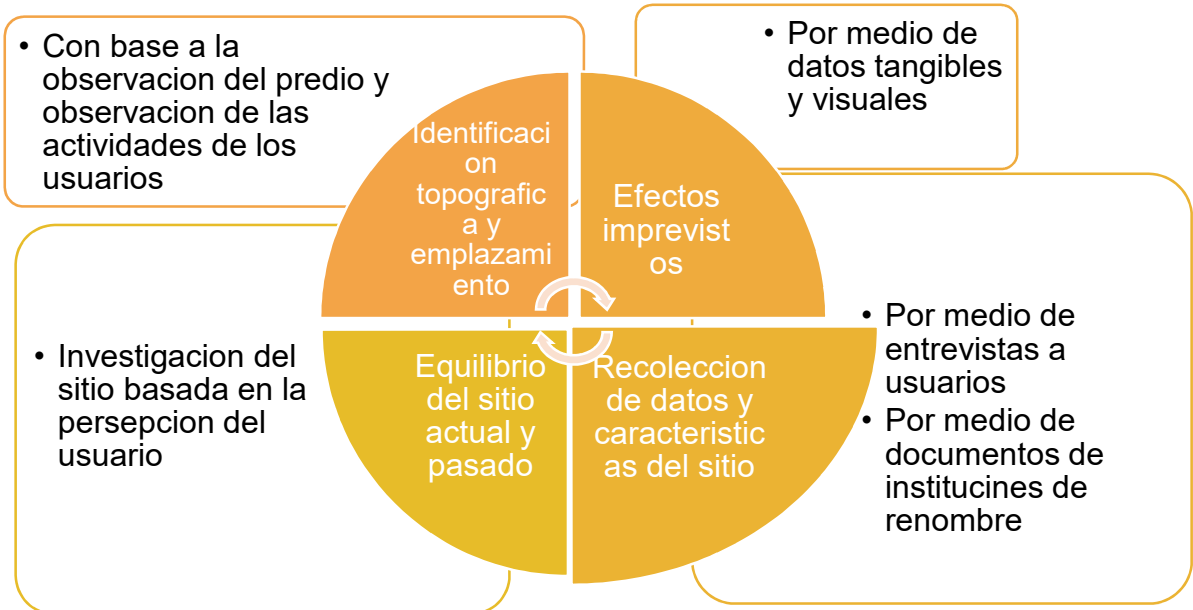 • Con base a la
observacion del predio y
observacion de las
actividades de los
usuarios
Identificaci
on
topografic
a y
emplazami
ento
• Por medio de
datos tangibles
y visuales
Efectos
imprevist
os
• Investigacion del
sitio basada en la
persepcion del
usuario
Equilibrio
del sitio
actual y
pasado
Recoleccion
de datos y
caracteristic
as del sitio
• Por medio de
entrevistas a
usuarios
• Por medio de
documentos de
institucines de
renombre